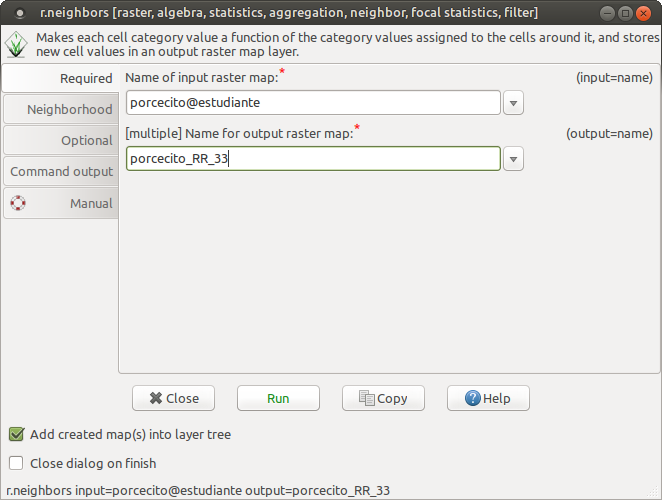 r.neighbors [raster, algebra, statistics, aggregation, neighbor, focal statistics, filter]
Makes each cell category value a function of the category values assigned to the cells around it, and stores
new cell values in an output raster map layer.
Required
Name of input raster map:* (input=name)
porcecito@estudiante
Neighborhood
[multiple] Name for output raster map:* (output=name)
Optional
porcecito_RR_33
Command output
Manual
Close Run Copy Help
Add created map(s) into layer tree
Close dialog on finish
r.neighbors input=porcecito@estudiante output=porcecito_RR_33